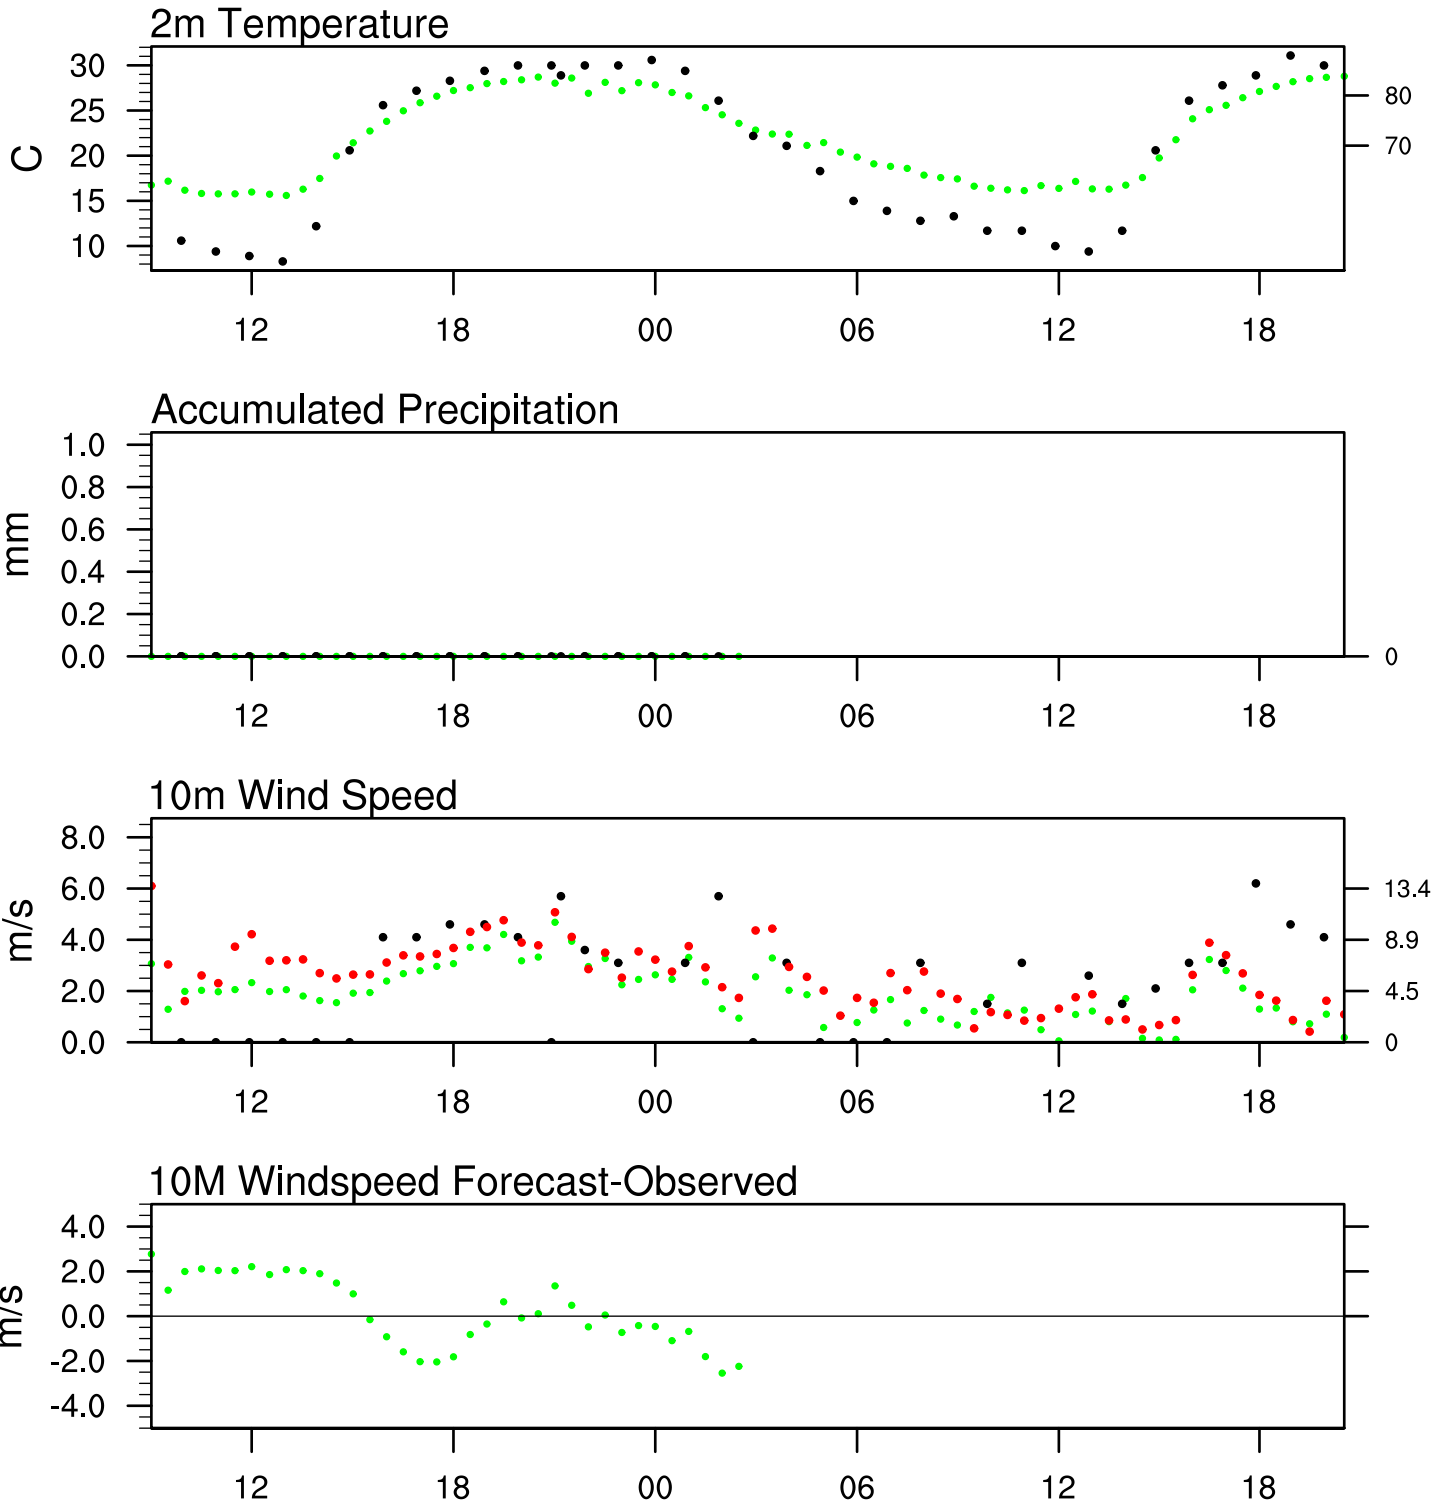 2m Temperature
30
25
20
15
10
C
80
70
12 18 00 06 12 18
Accumulated Precipitation
1.0
0.8
0.6
0.4
0.2
0.0
mm
0
12 18 00 06 12 18
10m Wind Speed
8.0
6.0
4.0
2.0
0.0
m/s
13.4
8.9
4.5
0
12 18 00 06 12 18
10M Windspeed Forecast-Observed
4.0
2.0
0.0
-2.0
-4.0
m/s
12 18 00 06 12 18